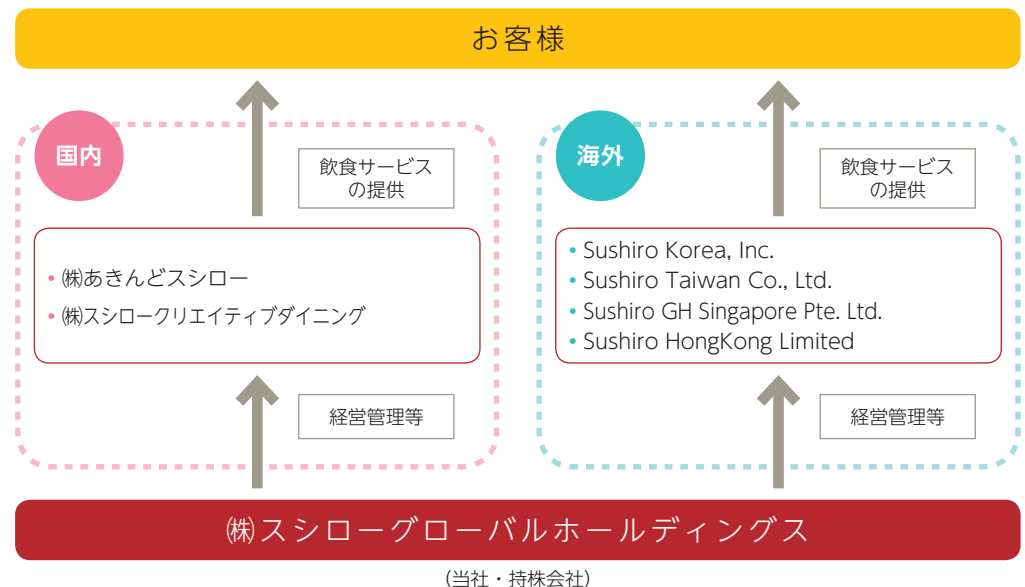 お客様
国内
飲食サービス
の提供
• ㈱あきんどスシロー
• ㈱スシロークリエイティブダイニング
経営管理等
海外
飲食サービス
の提供
• Sushiro Korea, Inc.
• Sushiro Taiwan Co., Ltd.
• Sushiro GH Singapore Pte. Ltd.
• Sushiro HongKong Limited
経営管理等
㈱スシローグローバルホールディングス
(当社・持株会社)